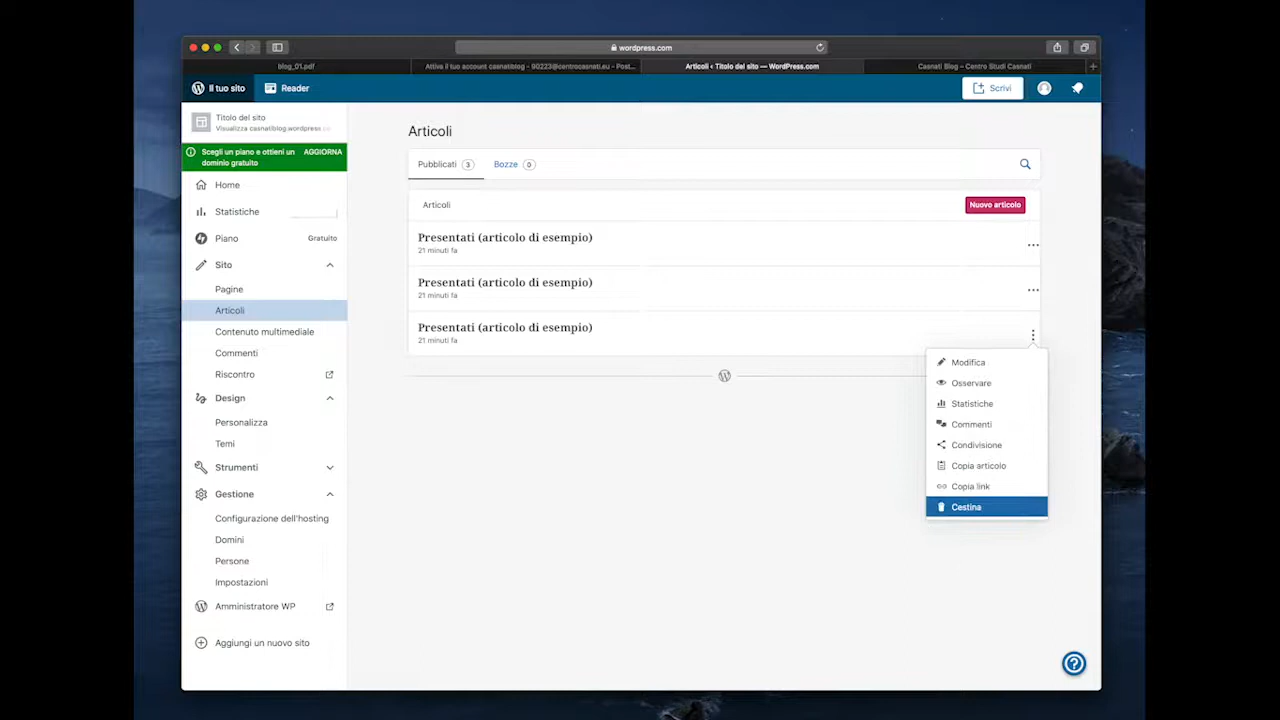 wordpress.com
blog_01.pdf
Attiva il tuo account casnatiblog - 90223@centrocasnati.eu - Post...
Articoli ‹ Titolo del sito — WordPress.com
Casnati Blog – Centro Studi Casnati
Il tuo sito
Reader
Scrivi
Titolo del sito
Visualizza casnatiblog.wordpress.co
Scegli un piano e ottieni un
dominio gratuito
AGGIORNA
Home
Statistiche
Piano
Gratuito
Sito
Pagine
Articoli
Contenuto multimediale
Commenti
Riscontro
Design
Personalizza
Temi
Strumenti
Gestione
Configurazione dell'hosting
Domini
Persone
Impostazioni
Amministratore WP
Aggiungi un nuovo sito
Articoli
Pubblicati 3
Bozze 0
Articoli
Nuovo articolo
Presentati (articolo di esempio)
21 minuti fa
Presentati (articolo di esempio)
21 minuti fa
Presentati (articolo di esempio)
21 minuti fa
Modifica
Osservare
Statistiche
Commenti
Condivisione
Copia articolo
Copia link
Cestina